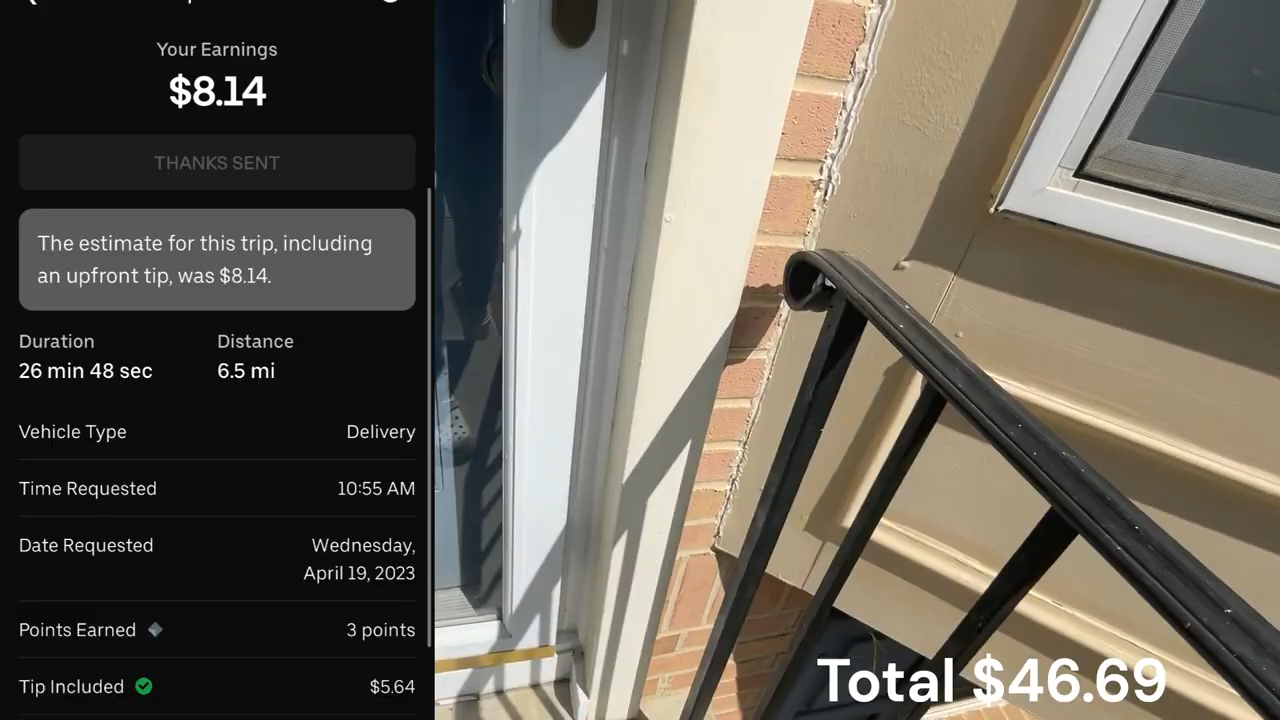 Your Earnings
$8.14
THANKS SENT
The estimate for this trip, including
an upfront tip, was $8.14.
Duration
Distance
26 min 48 sec
6.5 mi
Vehicle Type
Delivery
Time Requested
10:55 AM
Date Requested
Wednesday,
April 19, 2023
Points Earned
3 points
Tip Included
$5.64
Total $46.69